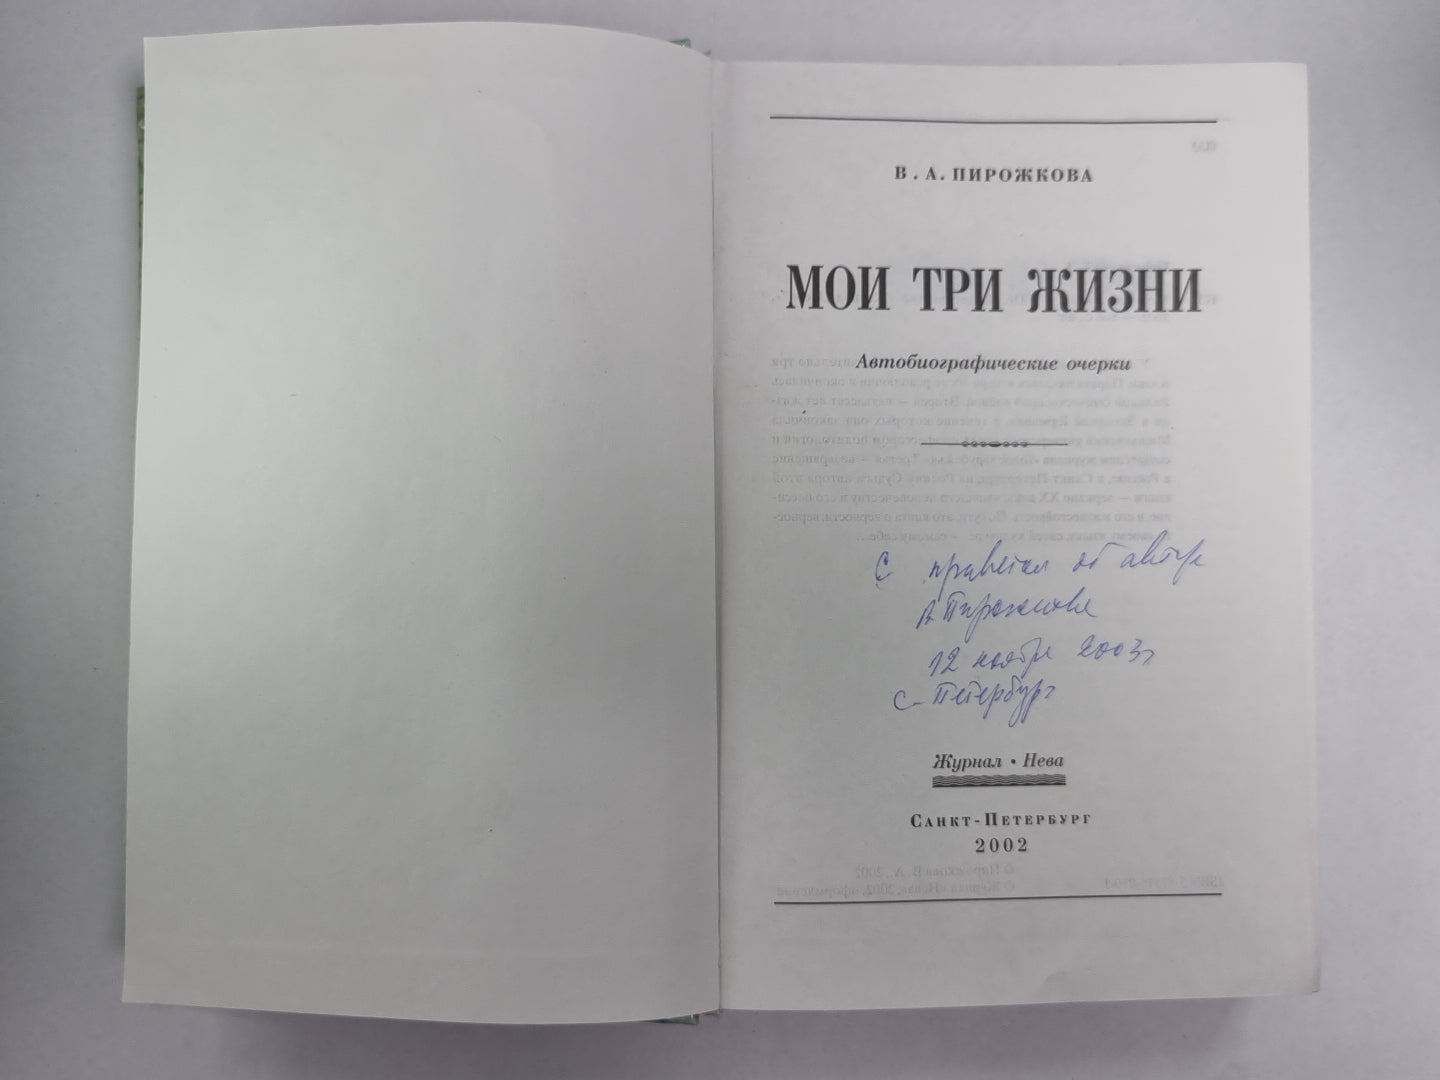 В. А. ПИРОЖКОВА
МОИ ТРИ ЖИЗНИ
Автобиографические очерки
С приветом от автора
В. Пирожкова
12 ноября 2003 г.
С-Петербург
Журнал • Нева
САНКТ-ПЕТЕРБУРГ
2002